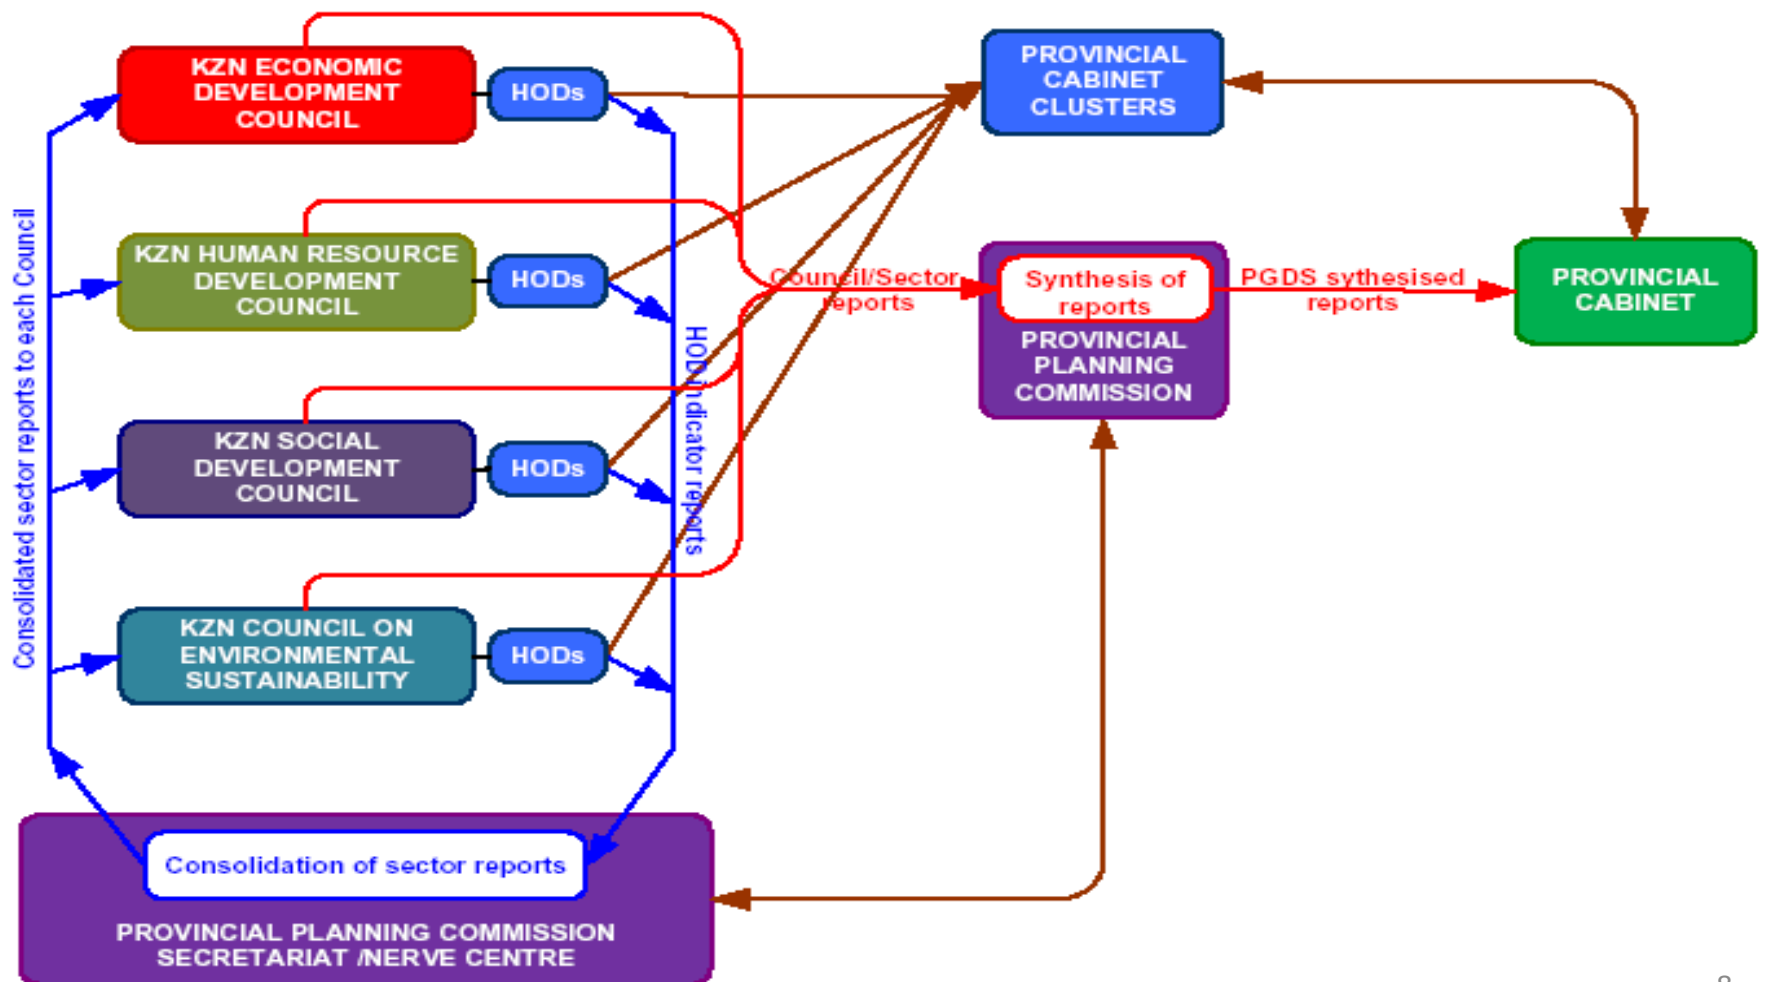 KZN ECONOMIC
DEVELOPMENT
COUNCIL
HODs
PROVINCIAL
CABINET
CLUSTERS
KZN HUMAN RESOURCE
DEVELOPMENT
COUNCIL
HODs
Council/Sector
reports
Synthesis of
reports
PROVINCIAL
PLANNING
COMMISSION
PGDS sythesised
reports
PROVINCIAL
CABINET
KZN SOCIAL
DEVELOPMENT
COUNCIL
HODs
KZN COUNCIL ON
ENVIRONMENTAL
SUSTAINABILITY
HODs
Consolidated sector reports to each Council
HOD indicator reports
Consolidation of sector reports
PROVINCIAL PLANNING COMMISSION
SECRETARIAT /NERVE CENTRE